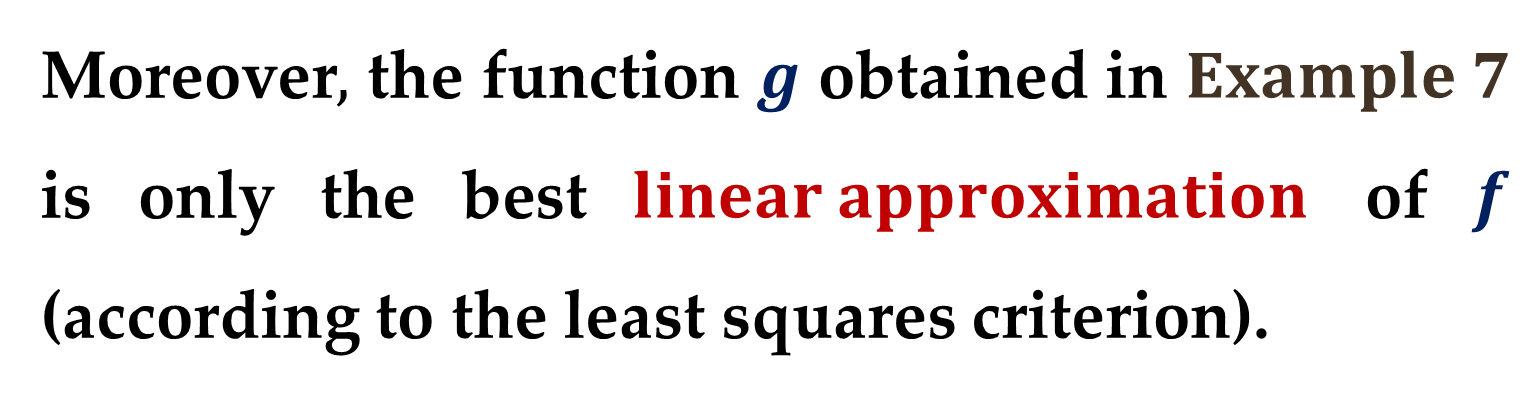 Moreover, the function g obtained in Example 7
is only the best linear approximation of f
(according to the least squares criterion).